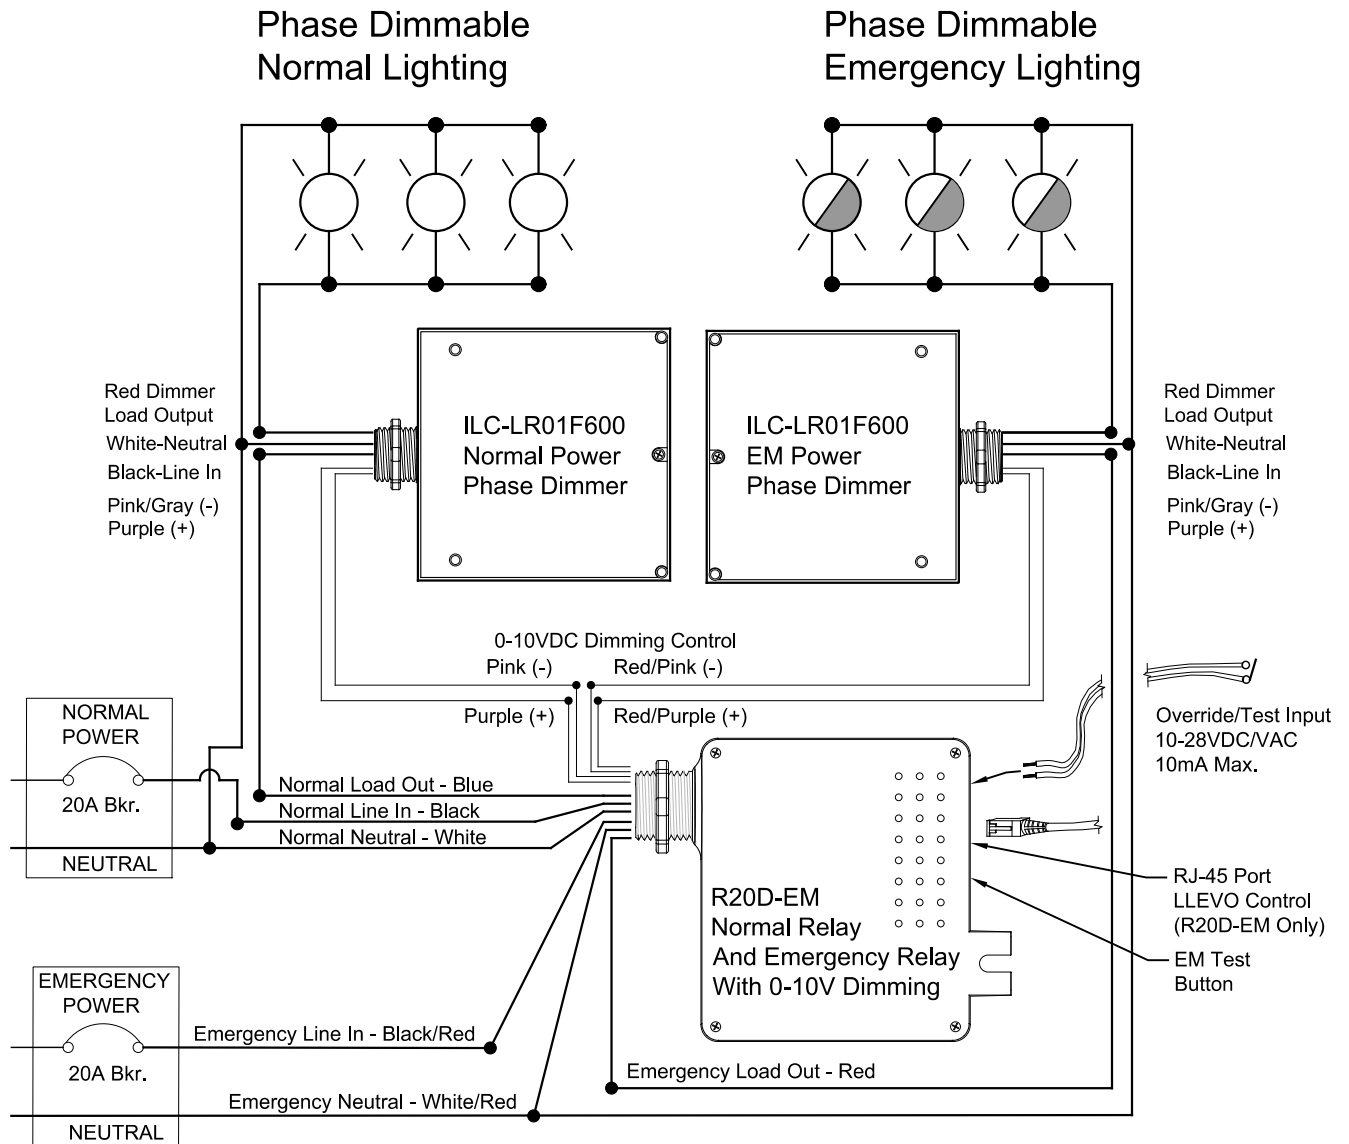 Phase Dimmable
Normal Lighting
Phase Dimmable
Emergency Lighting
Red Dimmer
Load Output
White-Neutral
Black-Line In
Pink/Gray (-)
Purple (+)
ILC-LR01F600
Normal Power
Phase Dimmer
ILC-LR01F600
EM Power
Phase Dimmer
Red Dimmer
Load Output
White-Neutral
Black-Line In
Pink/Gray (-)
Purple (+)
0-10VDC Dimming Control
Pink (-)
Red/Pink (-)
Purple (+)
Red/Purple (+)
NORMAL
POWER
20A Bkr.
NEUTRAL
Normal Load Out - Blue
Normal Line In - Black
Normal Neutral - White
Override/Test Input
10-28VDC/VAC
10mA Max.
R20D-EM
Normal Relay
And Emergency Relay
With 0-10V Dimming
RJ-45 Port
LLEVO Control
(R20D-EM Only)
EM Test
Button
EMERGENCY
POWER
20A Bkr.
NEUTRAL
Emergency Line In - Black/Red
Emergency Load Out - Red
Emergency Neutral - White/Red